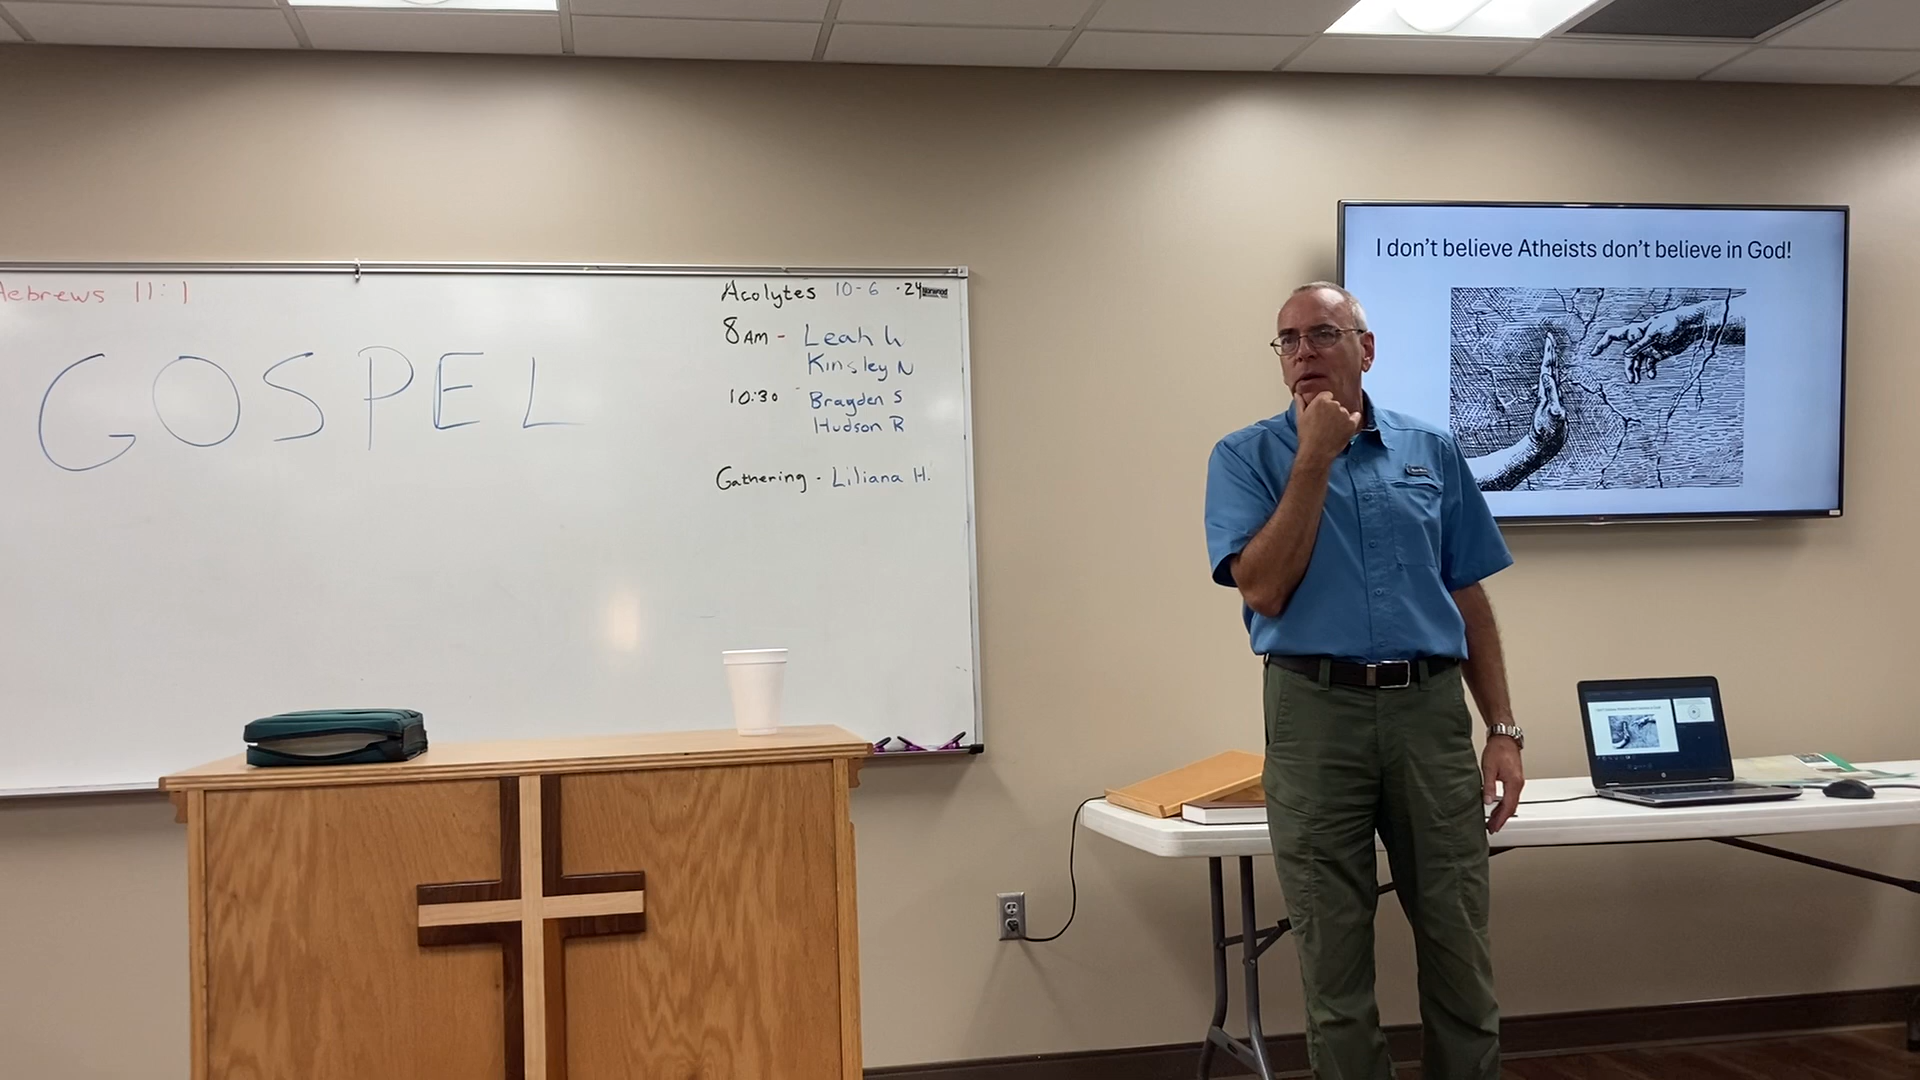 Hebrews 11:1
GOSPEL
Acolytes 10-6 .24
8AM - Leah W
Kinsley N
10:30 Brayden S
Hudson R
Gathering - Liliana H.
I don't believe Atheists don't believe in God!